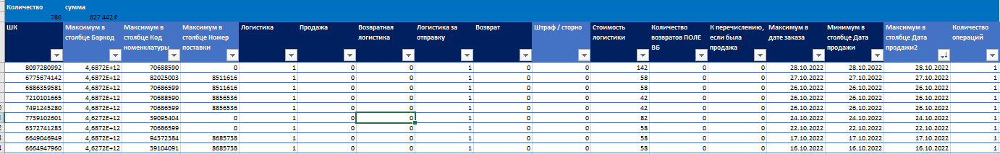 Количество сумма
786 827 442 ₽
ШК Максимум в столбце Баркод Максимум в столбце Код номенклатуры Максимум в столбце Номер поставки Логистика Продажа Возвратная логистика Логистика за отправку Возврат Штраф / сторно Стоимость логистики Количество возвратов ПОЛЕ ВБ К перечислению, если была продажа Максимум в дате заказа Минимум в столбце Дата продажи Максимум в столбце Дата продажи2 Количество операций
8097280992 4,6872E+12 70688590 0 1 0 0 1 0 0 142 0 0 28.10.2022 28.10.2022 28.10.2022 1
6775674142 4,6872E+12 82025003 8511616 1 0 0 1 0 0 58 0 0 27.10.2022 27.10.2022 27.10.2022 1
6886359581 4,6872E+12 70686599 8511616 1 0 0 1 0 0 58 0 0 26.10.2022 26.10.2022 26.10.2022 1
7210101665 4,6872E+12 70688590 8856536 1 0 0 1 0 0 42 0 0 26.10.2022 26.10.2022 26.10.2022 1
7491245280 4,6872E+12 70686599 8856536 1 0 0 1 0 0 42 0 0 26.10.2022 26.10.2022 26.10.2022 1
7739102601 4,6272E+12 39095404 0 1 0 0 1 0 0 82 0 0 24.10.2022 24.10.2022 24.10.2022 1
6372741283 4,6872E+12 70686599 0 1 0 0 1 0 0 58 0 0 22.10.2022 22.10.2022 22.10.2022 1
6649046949 4,6872E+12 94372384 8685738 1 0 0 1 0 0 58 0 0 17.10.2022 17.10.2022 17.10.2022 1
6664947960 4,6272E+12 39104091 8685738 1 0 0 1 0 0 58 0 0 16.10.2022 16.10.2022 16.10.2022 1